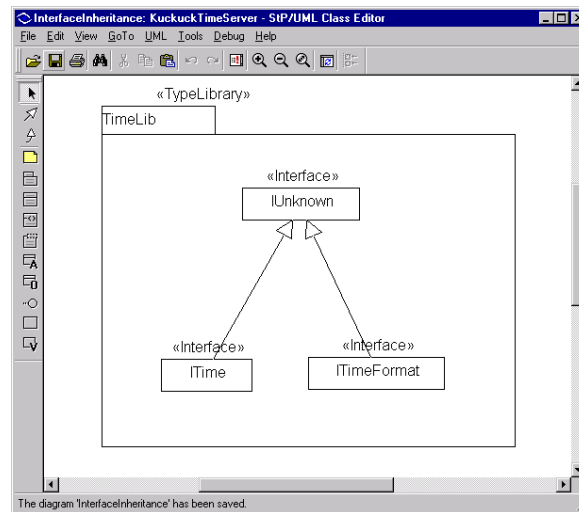 InterfaceInheritance: KuckuckTimeServer - StP/UML Class Editor
File Edit View GoTo UML Tools Debug Help
«TypeLibrary»
TimeLib
«Interface»
IUnknown
«Interface» «Interface»
ITime ITimeFormat
The diagram 'InterfaceInheritance' has been saved.